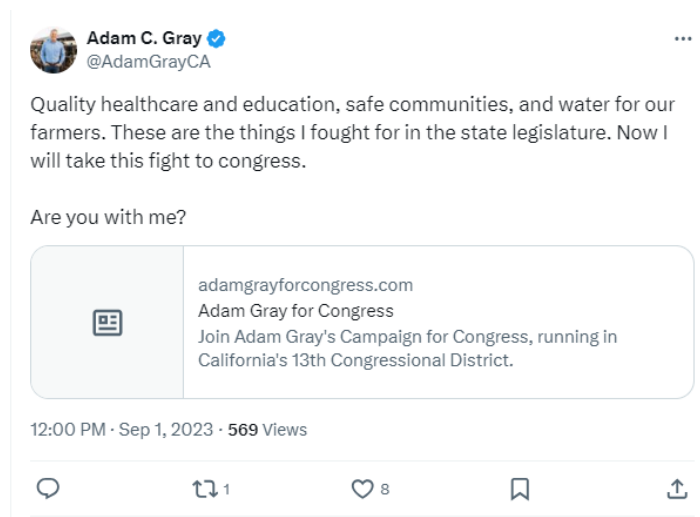 Adam C. Gray
@AdamGrayCA
Quality healthcare and education, safe communities, and water for our
farmers. These are the things I fought for in the state legislature. Now I
will take this fight to congress.
Are you with me?
adamgrayforcongress.com
Adam Gray for Congress
Join Adam Gray's Campaign for Congress, running in
California's 13th Congressional District.
12:00 PM · Sep 1, 2023 · 569 Views
1 8